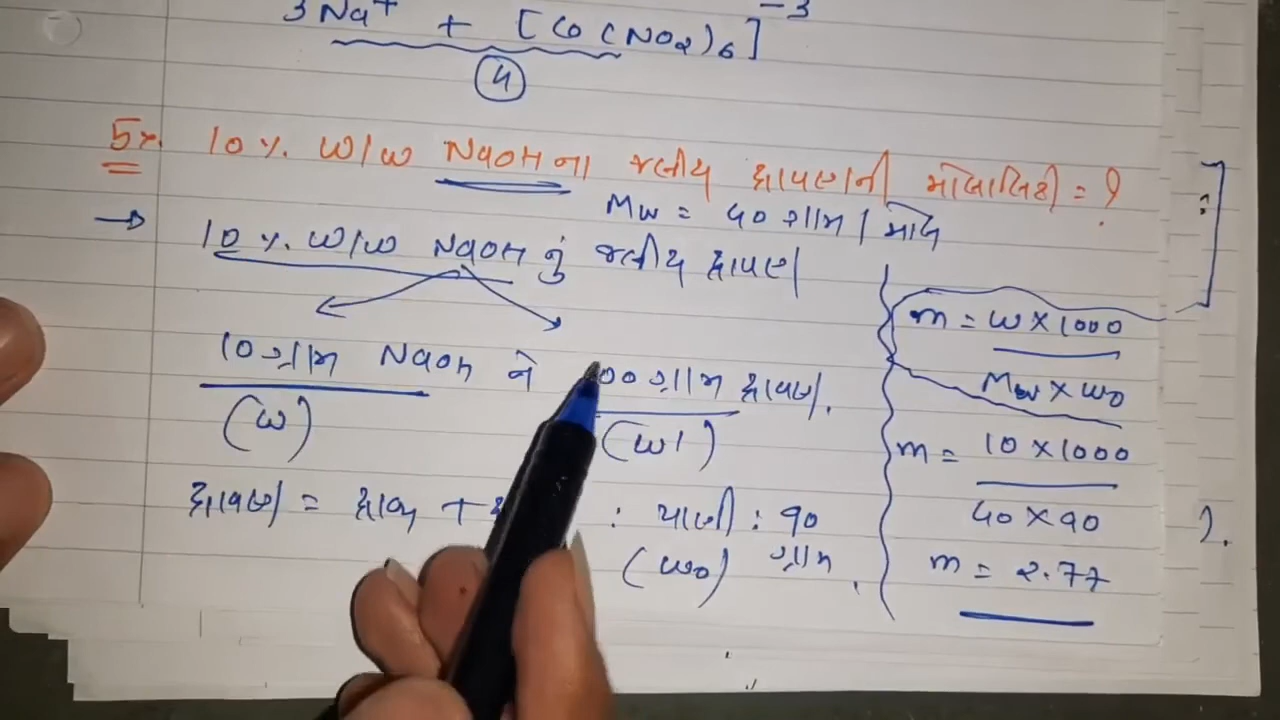 3Na⁺ + [Co(NO2)6]⁻³
4
5. 10 %. W/W NaOH ના જલીય દ્રાવણની મોલાલિટી = ?
Mw = 40 ગ્રામ / મોલ
→ 10 %. W/W NaOH નું જલીય દ્રાવણ
10 ગ્રામ NaOH ને 100 ગ્રામ દ્રાવણ.
(W) (W1)
દ્રાવણ = દ્રાવ્ય + : પાણી : 90
(W0) ગ્રામ.
m = W × 1000
Mw × W0
m = 10 × 1000
40 × 90
m = 2.77